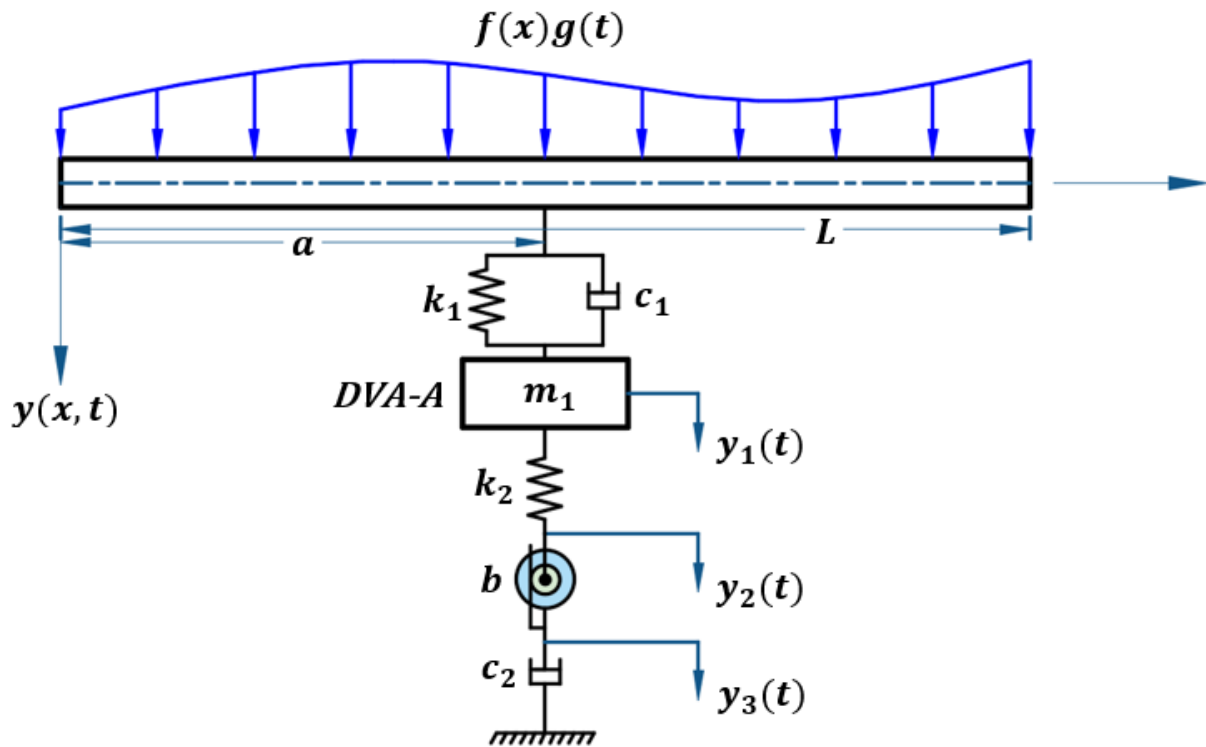 f(x)g(t)
L
a
k₁
c₁
DVA-A
m₁
y(x, t)
y₁(t)
k₂
b
y₂(t)
c₂
y₃(t)